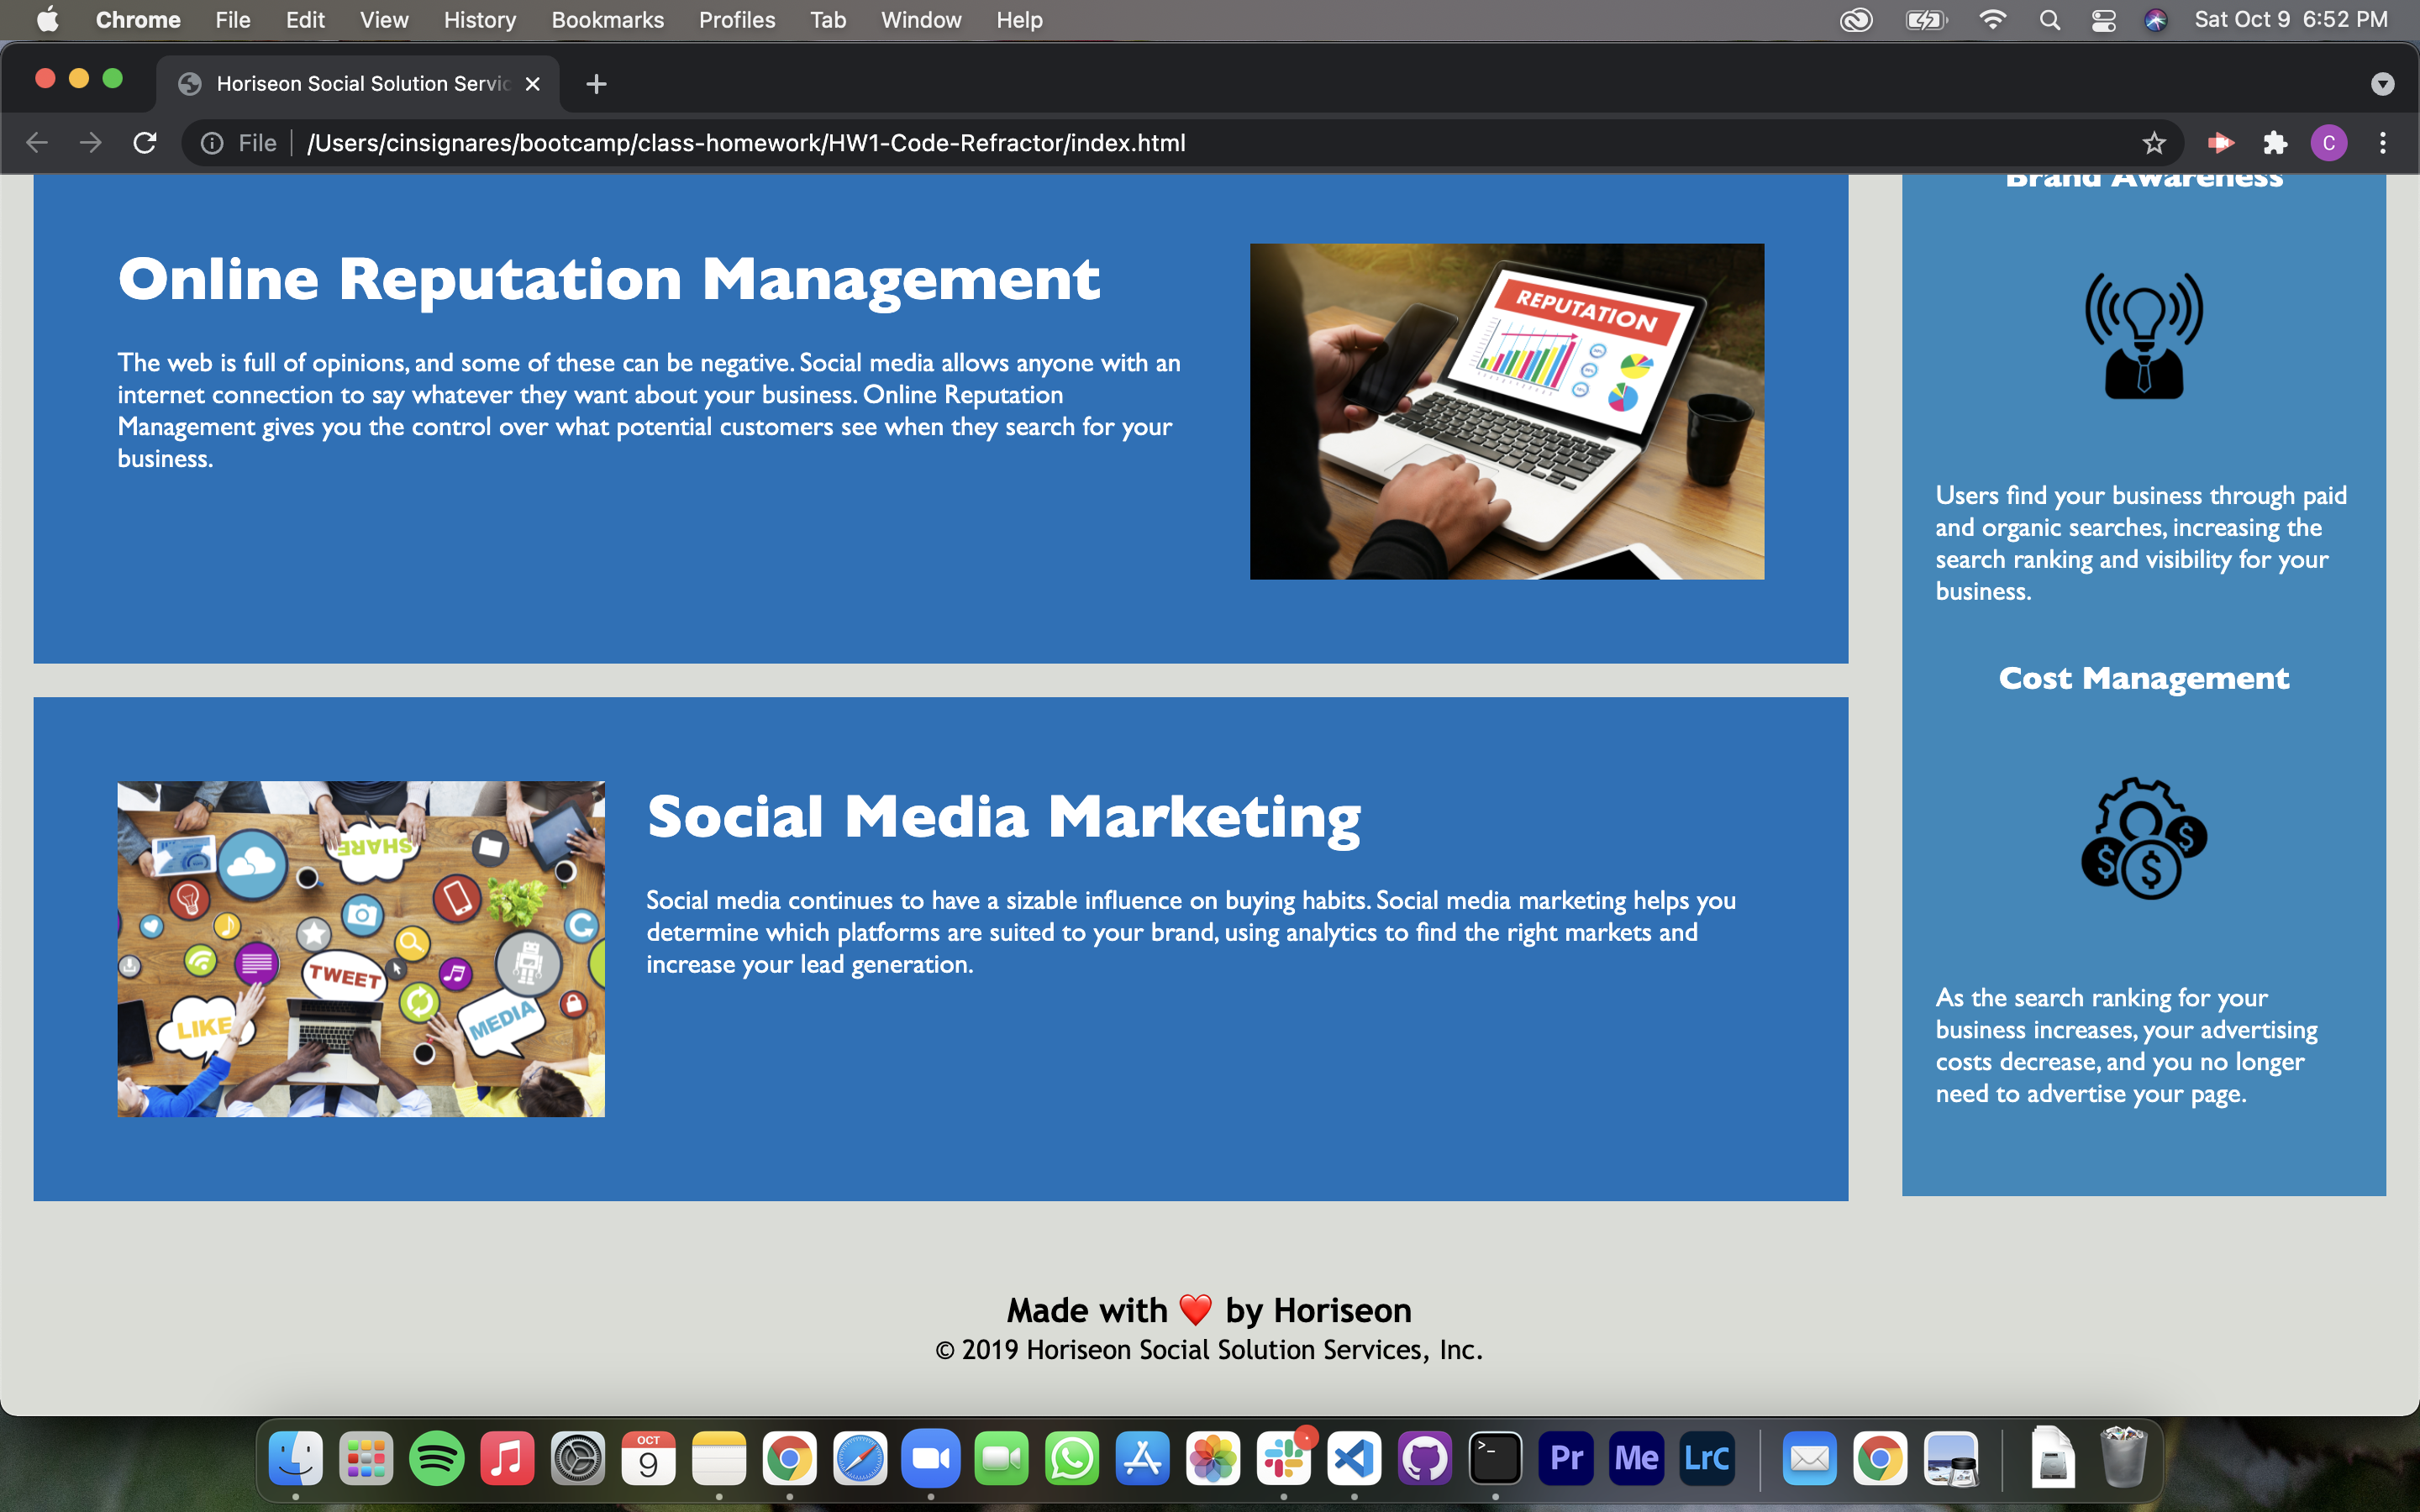 Chrome File Edit View History Bookmarks Profiles Tab Window Help Sat Oct 9 6:52 PM
Horiseon Social Solution Servic
File /Users/cinsignares/bootcamp/class-homework/HW1-Code-Refractor/index.html C
Online Reputation Management
The web is full of opinions, and some of these can be negative. Social media allows anyone with an
internet connection to say whatever they want about your business. Online Reputation
Management gives you the control over what potential customers see when they search for your
business.
REPUTATION
SHARE
TWEET
LIKE
MEDIA
Social Media Marketing
Social media continues to have a sizable influence on buying habits. Social media marketing helps you
determine which platforms are suited to your brand, using analytics to find the right markets and
increase your lead generation.
Brand Awareness
Users find your business through paid
and organic searches, increasing the
search ranking and visibility for your
business.
Cost Management
$ $ $
As the search ranking for your
business increases, your advertising
costs decrease, and you no longer
need to advertise your page.
Made with ❤️ by Horiseon
© 2019 Horiseon Social Solution Services, Inc.
OCT
9
>_
Pr Me LrC